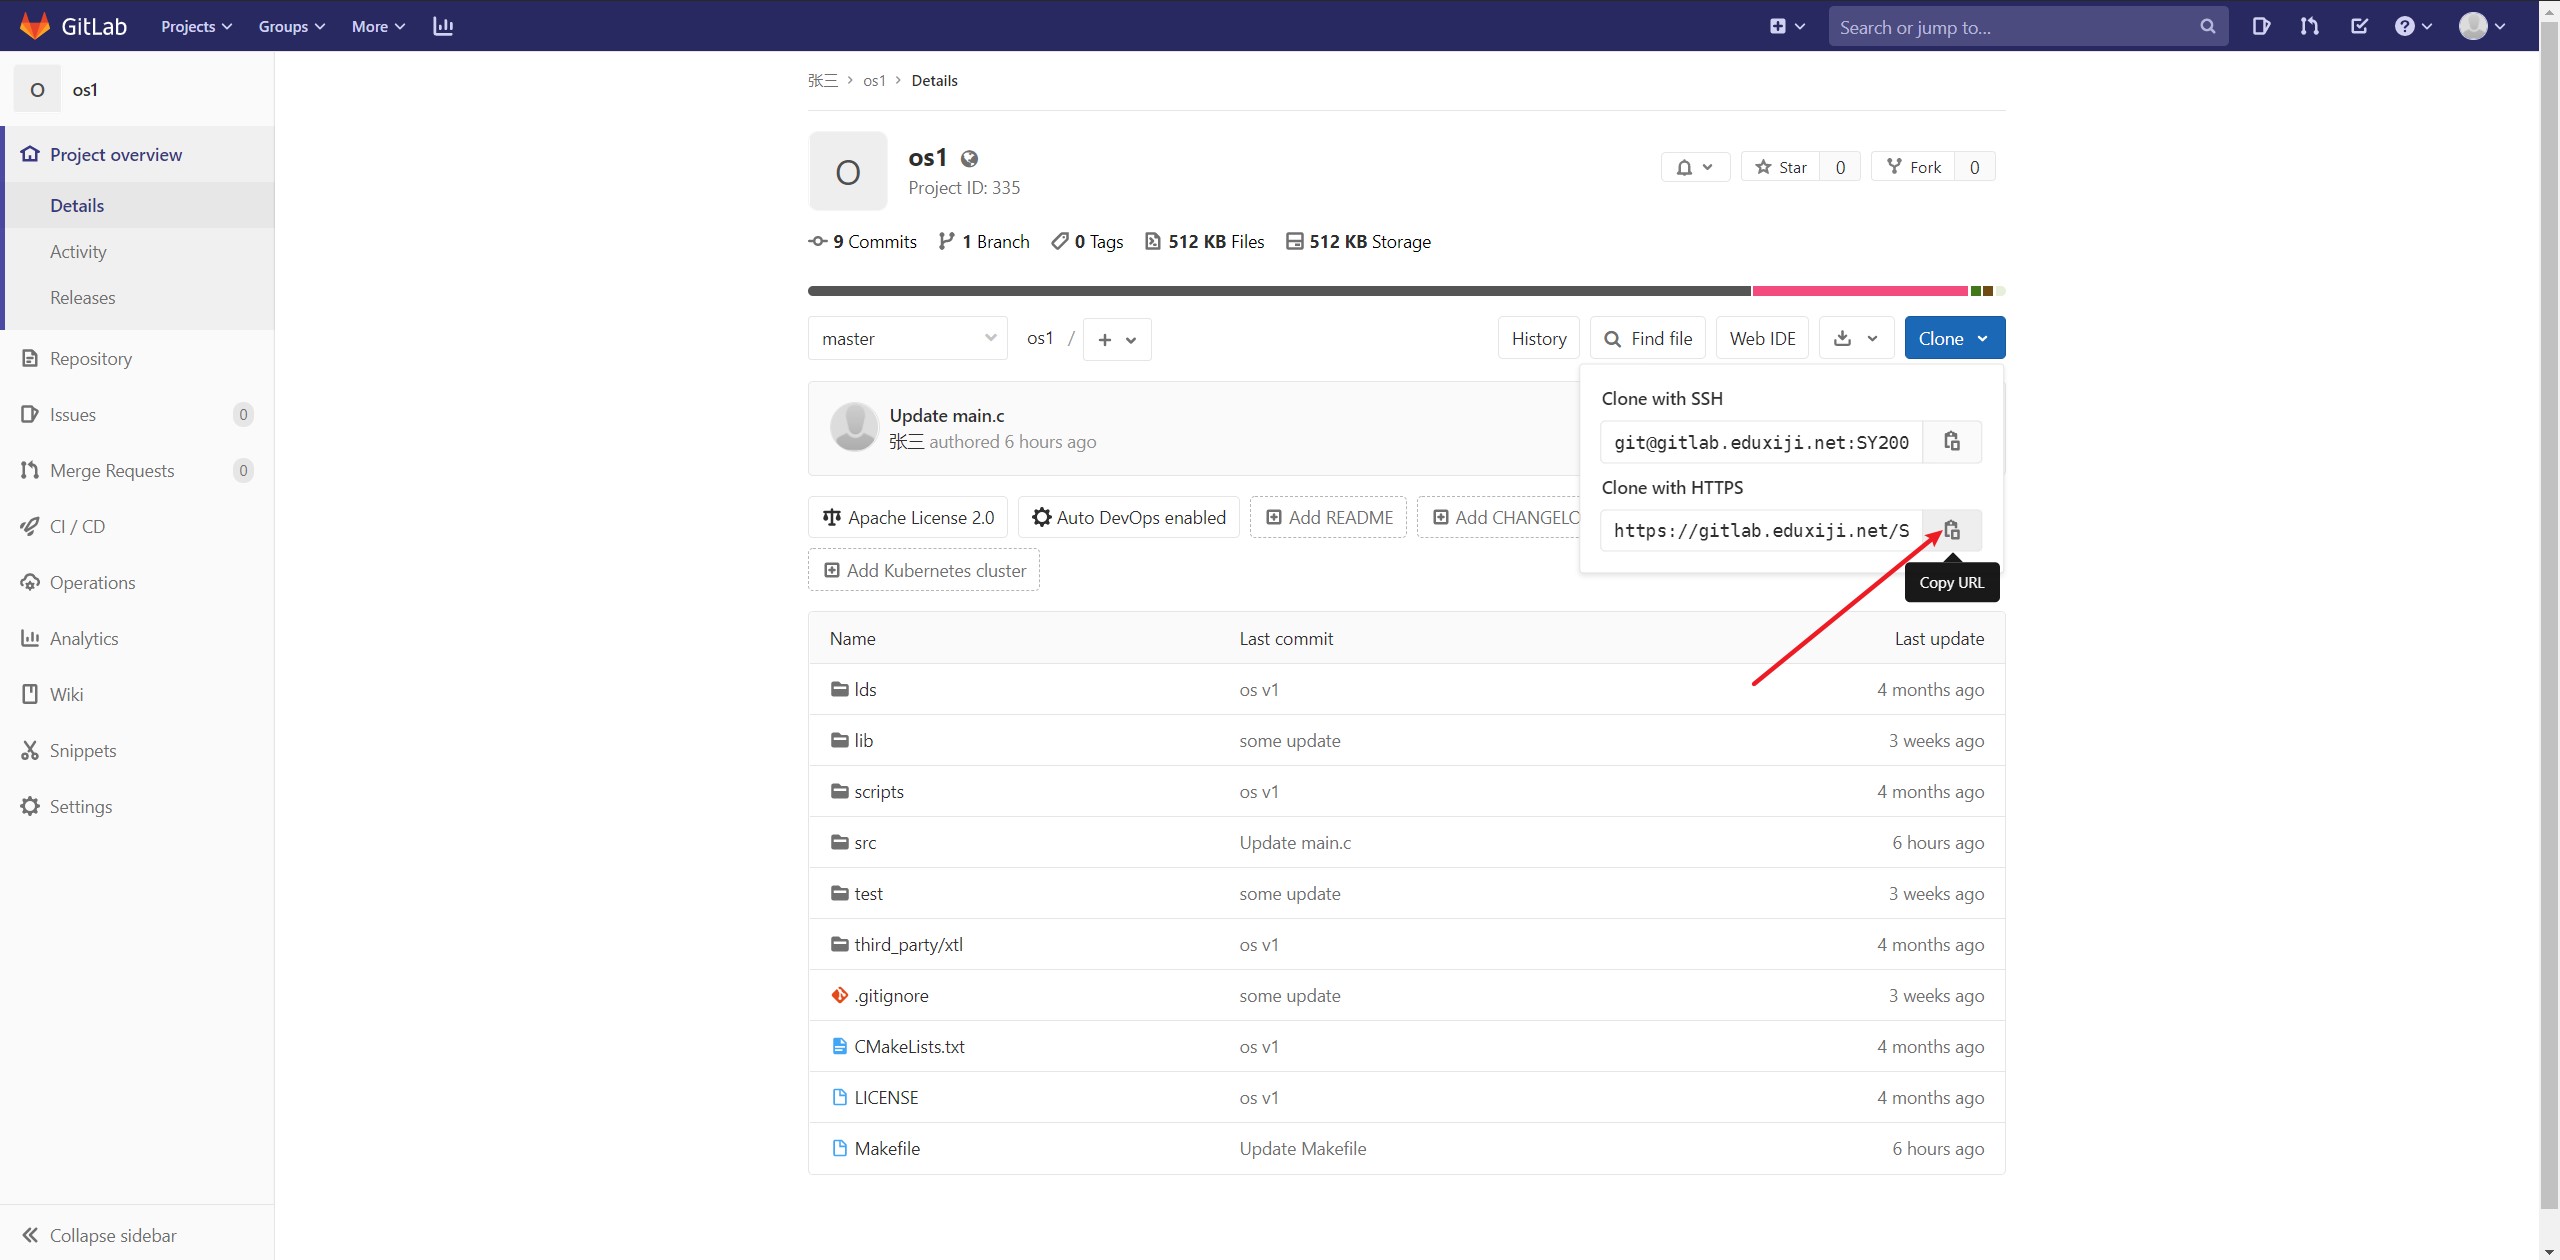 GitLab Projects Groups More Search or jump to...
O os1
Project overview
Details
Activity
Releases
Repository
Issues 0
Merge Requests 0
CI / CD
Operations
Analytics
Wiki
Snippets
Settings
Collapse sidebar
张三 > os1 > Details
O
os1
Project ID: 335
Star 0 Fork 0
9 Commits 1 Branch 0 Tags 512 KB Files 512 KB Storage
master os1 / + History Find file Web IDE Clone
Update main.c
张三 authored 6 hours ago
Clone with SSH
git@gitlab.eduxiji.net:SY200
Clone with HTTPS
https://gitlab.eduxiji.net/S
Copy URL
Apache License 2.0 Auto DevOps enabled Add README Add CHANGELO
Add Kubernetes cluster
Name Last commit Last update
lds os v1 4 months ago
lib some update 3 weeks ago
scripts os v1 4 months ago
src Update main.c 6 hours ago
test some update 3 weeks ago
third_party/xtl os v1 4 months ago
.gitignore some update 3 weeks ago
CMakeLists.txt os v1 4 months ago
LICENSE os v1 4 months ago
Makefile Update Makefile 6 hours ago